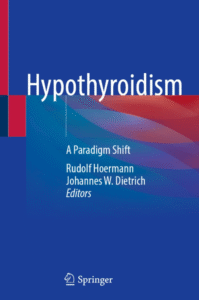 Hypothyroidism
A Paradigm Shift
Rudolf Hoermann
Johannes W. Dietrich
Editors
Springer